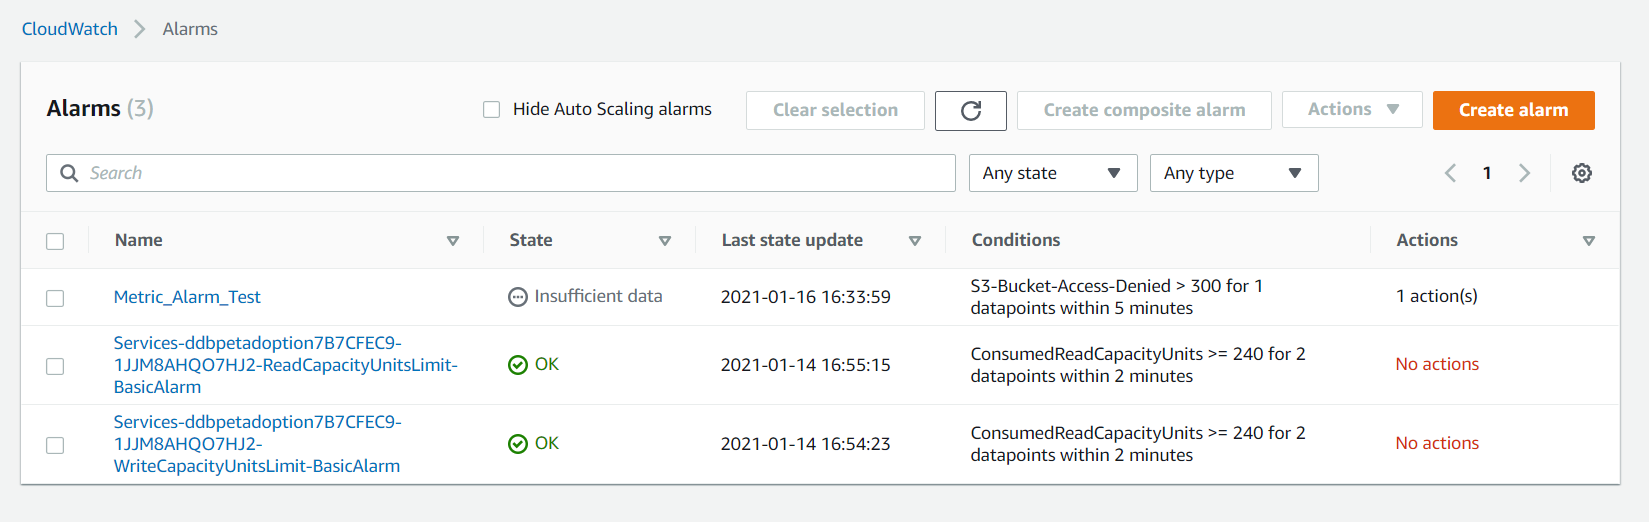 CloudWatch > Alarms
Alarms (3)
Hide Auto Scaling alarms
Clear selection
Create composite alarm
Actions
Create alarm
Search
Any state
Any type
1
Name
State
Last state update
Conditions
Actions
Metric_Alarm_Test
Insufficient data
2021-01-16 16:33:59
S3-Bucket-Access-Denied > 300 for 1
datapoints within 5 minutes
1 action(s)
Services-ddbpetadoption7B7CFEC9-
1JJM8AHQO7HJ2-ReadCapacityUnitsLimit-
BasicAlarm
OK
2021-01-14 16:55:15
ConsumedReadCapacityUnits >= 240 for 2
datapoints within 2 minutes
No actions
Services-ddbpetadoption7B7CFEC9-
1JJM8AHQO7HJ2-
WriteCapacityUnitsLimit-BasicAlarm
OK
2021-01-14 16:54:23
ConsumedReadCapacityUnits >= 240 for 2
datapoints within 2 minutes
No actions